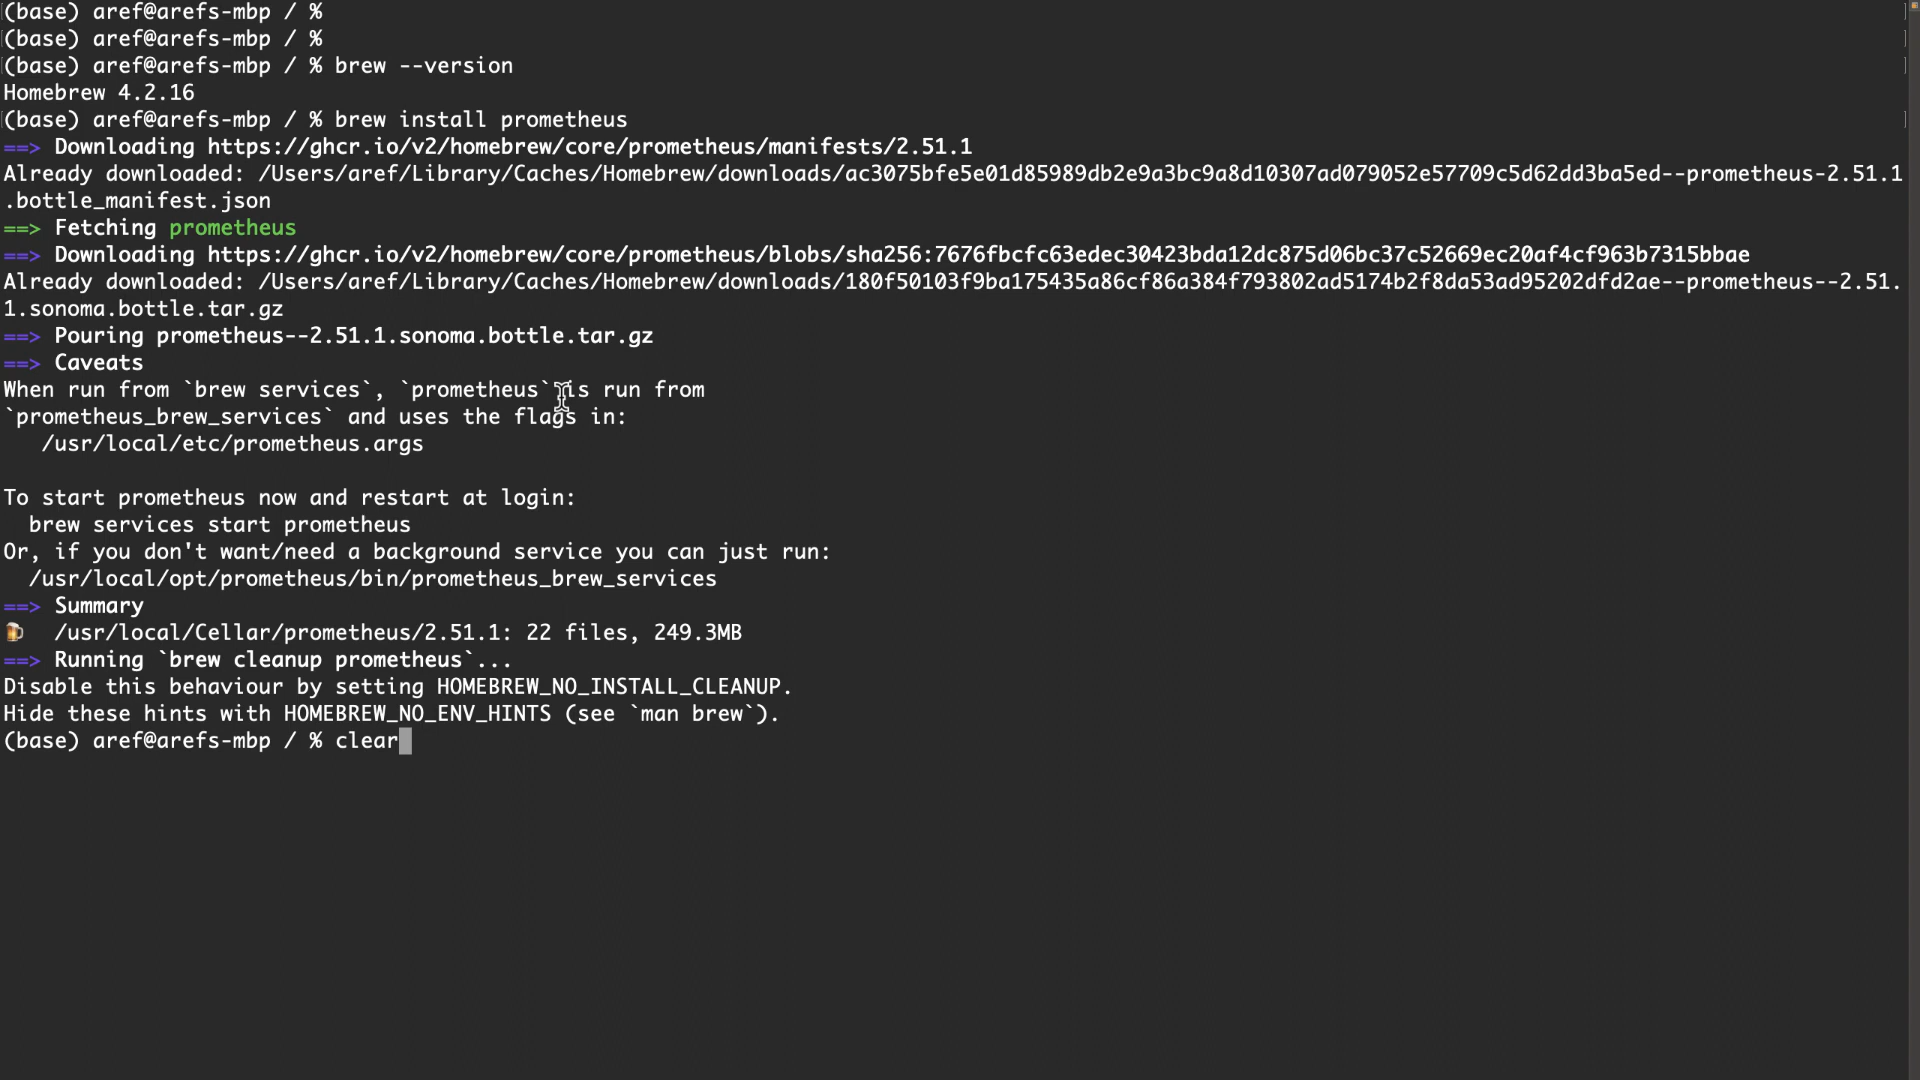 (base) aref@arefs-mbp / %
(base) aref@arefs-mbp / %
(base) aref@arefs-mbp / % brew --version
Homebrew 4.2.16
(base) aref@arefs-mbp / % brew install prometheus
==> Downloading https://ghcr.io/v2/homebrew/core/prometheus/manifests/2.51.1
Already downloaded: /Users/aref/Library/Caches/Homebrew/downloads/ac3075bfe5e01d85989db2e9a3bc9a8d10307ad079052e57709c5d62dd3ba5ed--prometheus-2.51.1
.bottle_manifest.json
==> Fetching prometheus
==> Downloading https://ghcr.io/v2/homebrew/core/prometheus/blobs/sha256:7676fbcfc63edec30423bda12dc875d06bc37c52669ec20af4cf963b7315bbae
Already downloaded: /Users/aref/Library/Caches/Homebrew/downloads/180f50103f9ba175435a86cf86a384f793802ad5174b2f8da53ad95202dfd2ae--prometheus--2.51.
1.sonoma.bottle.tar.gz
==> Pouring prometheus--2.51.1.sonoma.bottle.tar.gz
==> Caveats
When run from `brew services`, `prometheus` is run from
`prometheus_brew_services` and uses the flags in:
   /usr/local/etc/prometheus.args
To start prometheus now and restart at login:
  brew services start prometheus
Or, if you don't want/need a background service you can just run:
  /usr/local/opt/prometheus/bin/prometheus_brew_services
==> Summary
🍺  /usr/local/Cellar/prometheus/2.51.1: 22 files, 249.3MB
==> Running `brew cleanup prometheus`...
Disable this behaviour by setting HOMEBREW_NO_INSTALL_CLEANUP.
Hide these hints with HOMEBREW_NO_ENV_HINTS (see `man brew`).
(base) aref@arefs-mbp / % clear